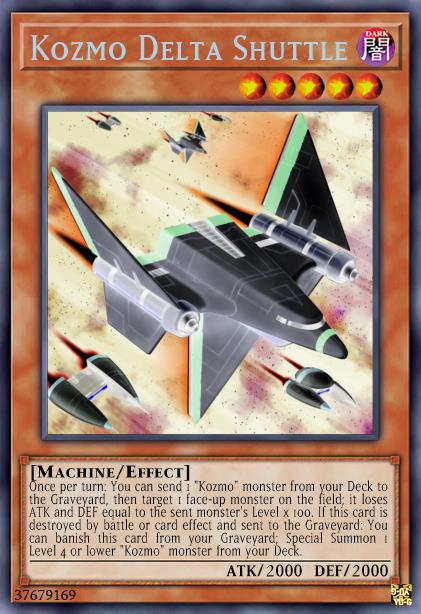 KOZMO DELTA SHUTTLE
DARK
闇
[MACHINE/EFFECT]
Once per turn: You can send 1 "Kozmo" monster from your Deck to
the Graveyard, then target 1 face-up monster on the field; it loses
ATK and DEF equal to the sent monster's Level x 100. If this card is
destroyed by battle or card effect and sent to the Graveyard: You
can banish this card from your Graveyard; Special Summon 1
Level 4 or lower "Kozmo" monster from your Deck.
ATK/2000 DEF/2000
37679169